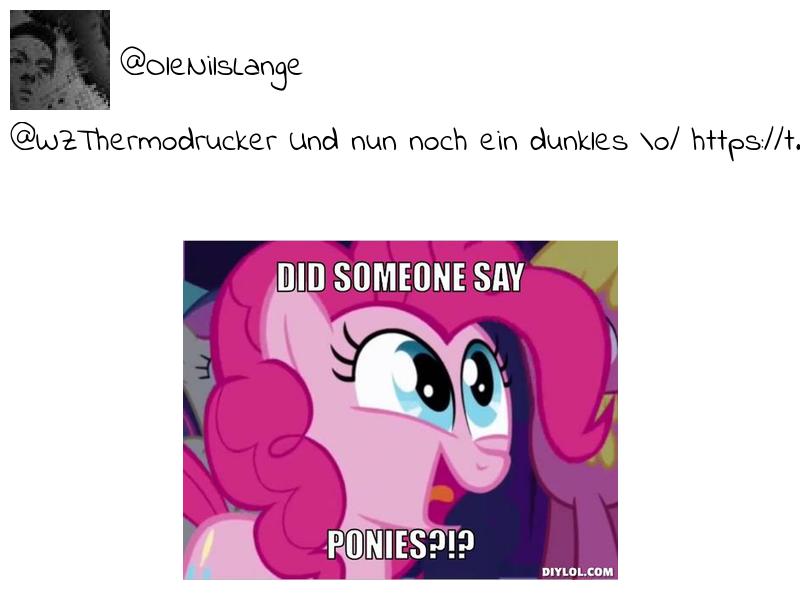 @OleNilsLange
@WZThermodrucker Und nun noch ein dunkles \o/ https://t.
DID SOMEONE SAY
PONIES?!?
DIYLOL.COM